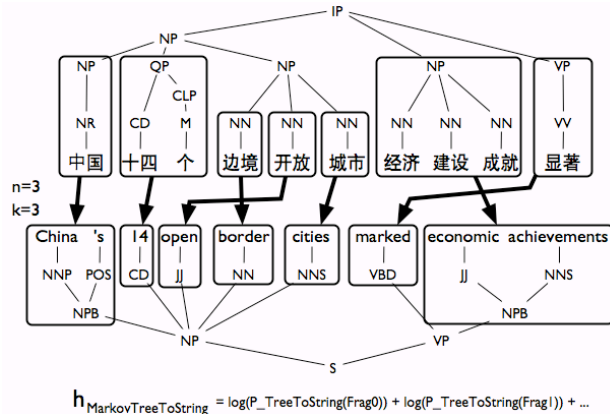 IP
NP
NP QP NP NP VP
CLP
NR CD M NN NN NN NN NN NN VV
中国 十四 个 边境 开放 城市 经济 建设 成就 显著
n=3
k=3
China 's 14 open border cities marked economic achievements
NNP POS CD JJ NN NNS VBD JJ NNS
NPB NPB
NP VP
S
h MarkovTreeToString = log(P_TreeToString(Frag0)) + log(P_TreeToString(Frag1)) + ...